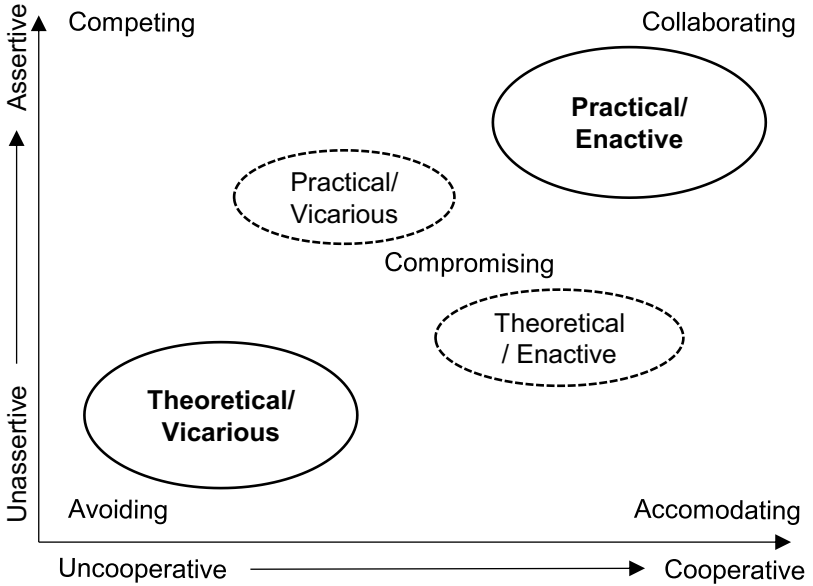 Competing
Collaborating
Assertive
Practical/
Enactive
Practical/
Vicarious
Compromising
Theoretical
/ Enactive
Theoretical/
Vicarious
Unassertive
Avoiding
Accomodating
Uncooperative
Cooperative